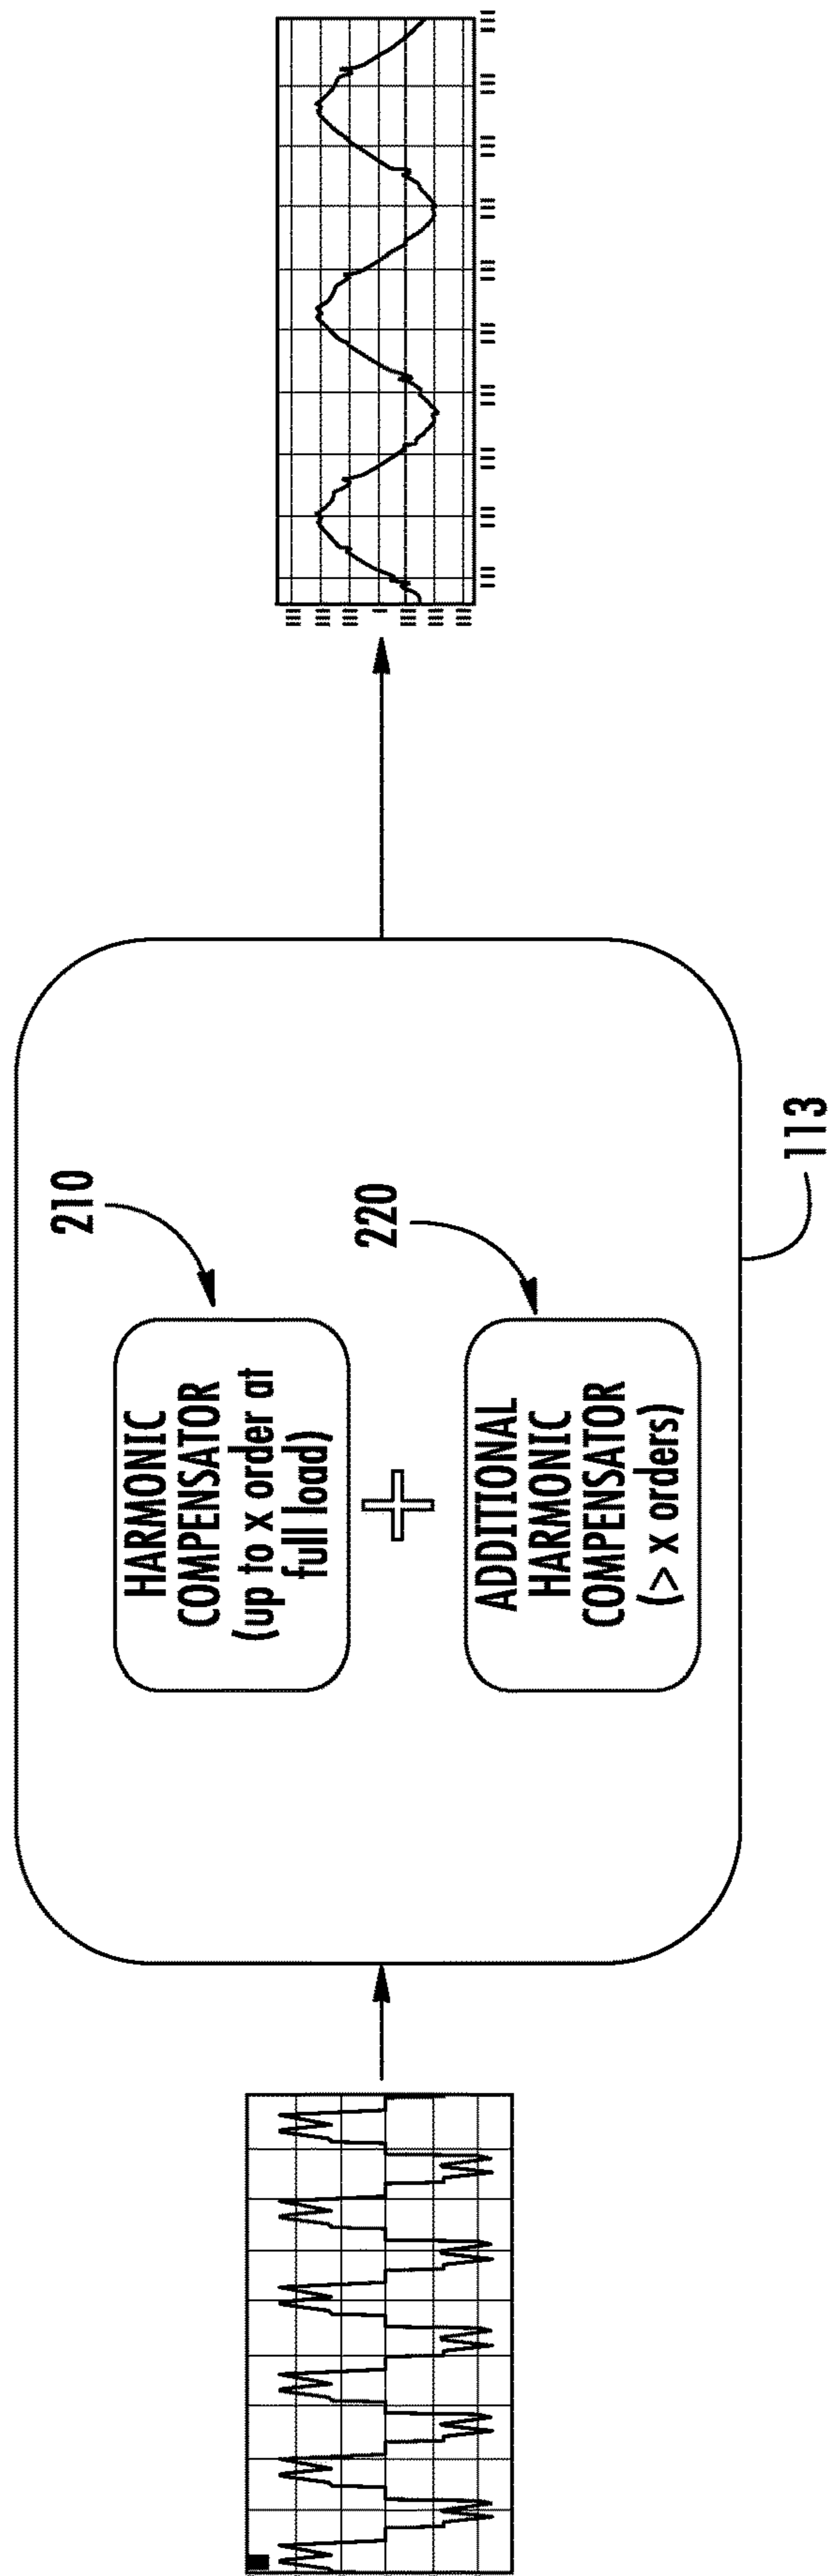 210
HARMONIC
COMPENSATOR
(up to x order at
full load)
+
220
ADDITIONAL
HARMONIC
COMPENSATOR
(> x orders)
113